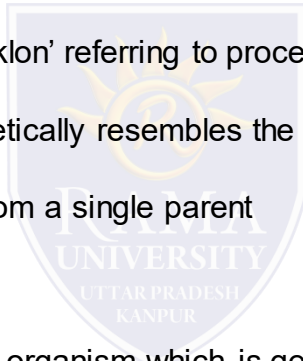 klon’ referring to proce
etically resembles the
om a single parent
RAMA
UNIVERSITY
UTTAR PRADESH
KANPUR
organism which is ge